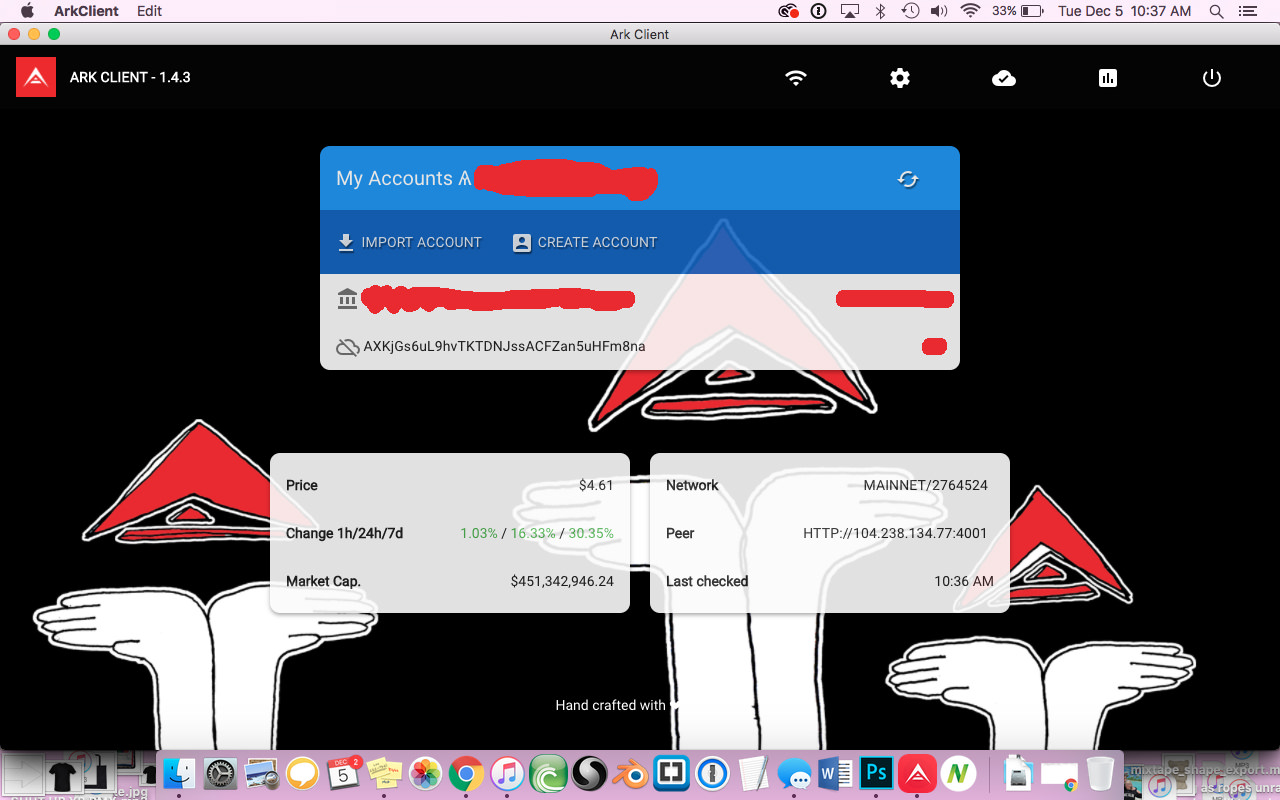 ArkClient Edit 33% Tue Dec 5 10:37 AM
Ark Client
ARK CLIENT - 1.4.3
My Accounts Ѧ
IMPORT ACCOUNT CREATE ACCOUNT
AXKjGs6uL9hvTKTDNJssACFZan5uHFm8na
Price $4.61
Change 1h/24h/7d 1.03% / 16.33% / 30.35%
Market Cap. $451,342,946.24
Network MAINNET/2764524
Peer HTTP://104.238.134.77:4001
Last checked 10:36 AM
Hand crafted with
DEC 2
5
W
Ps
N
mixtape_shape_export.m
as ropes unra
e.jpg